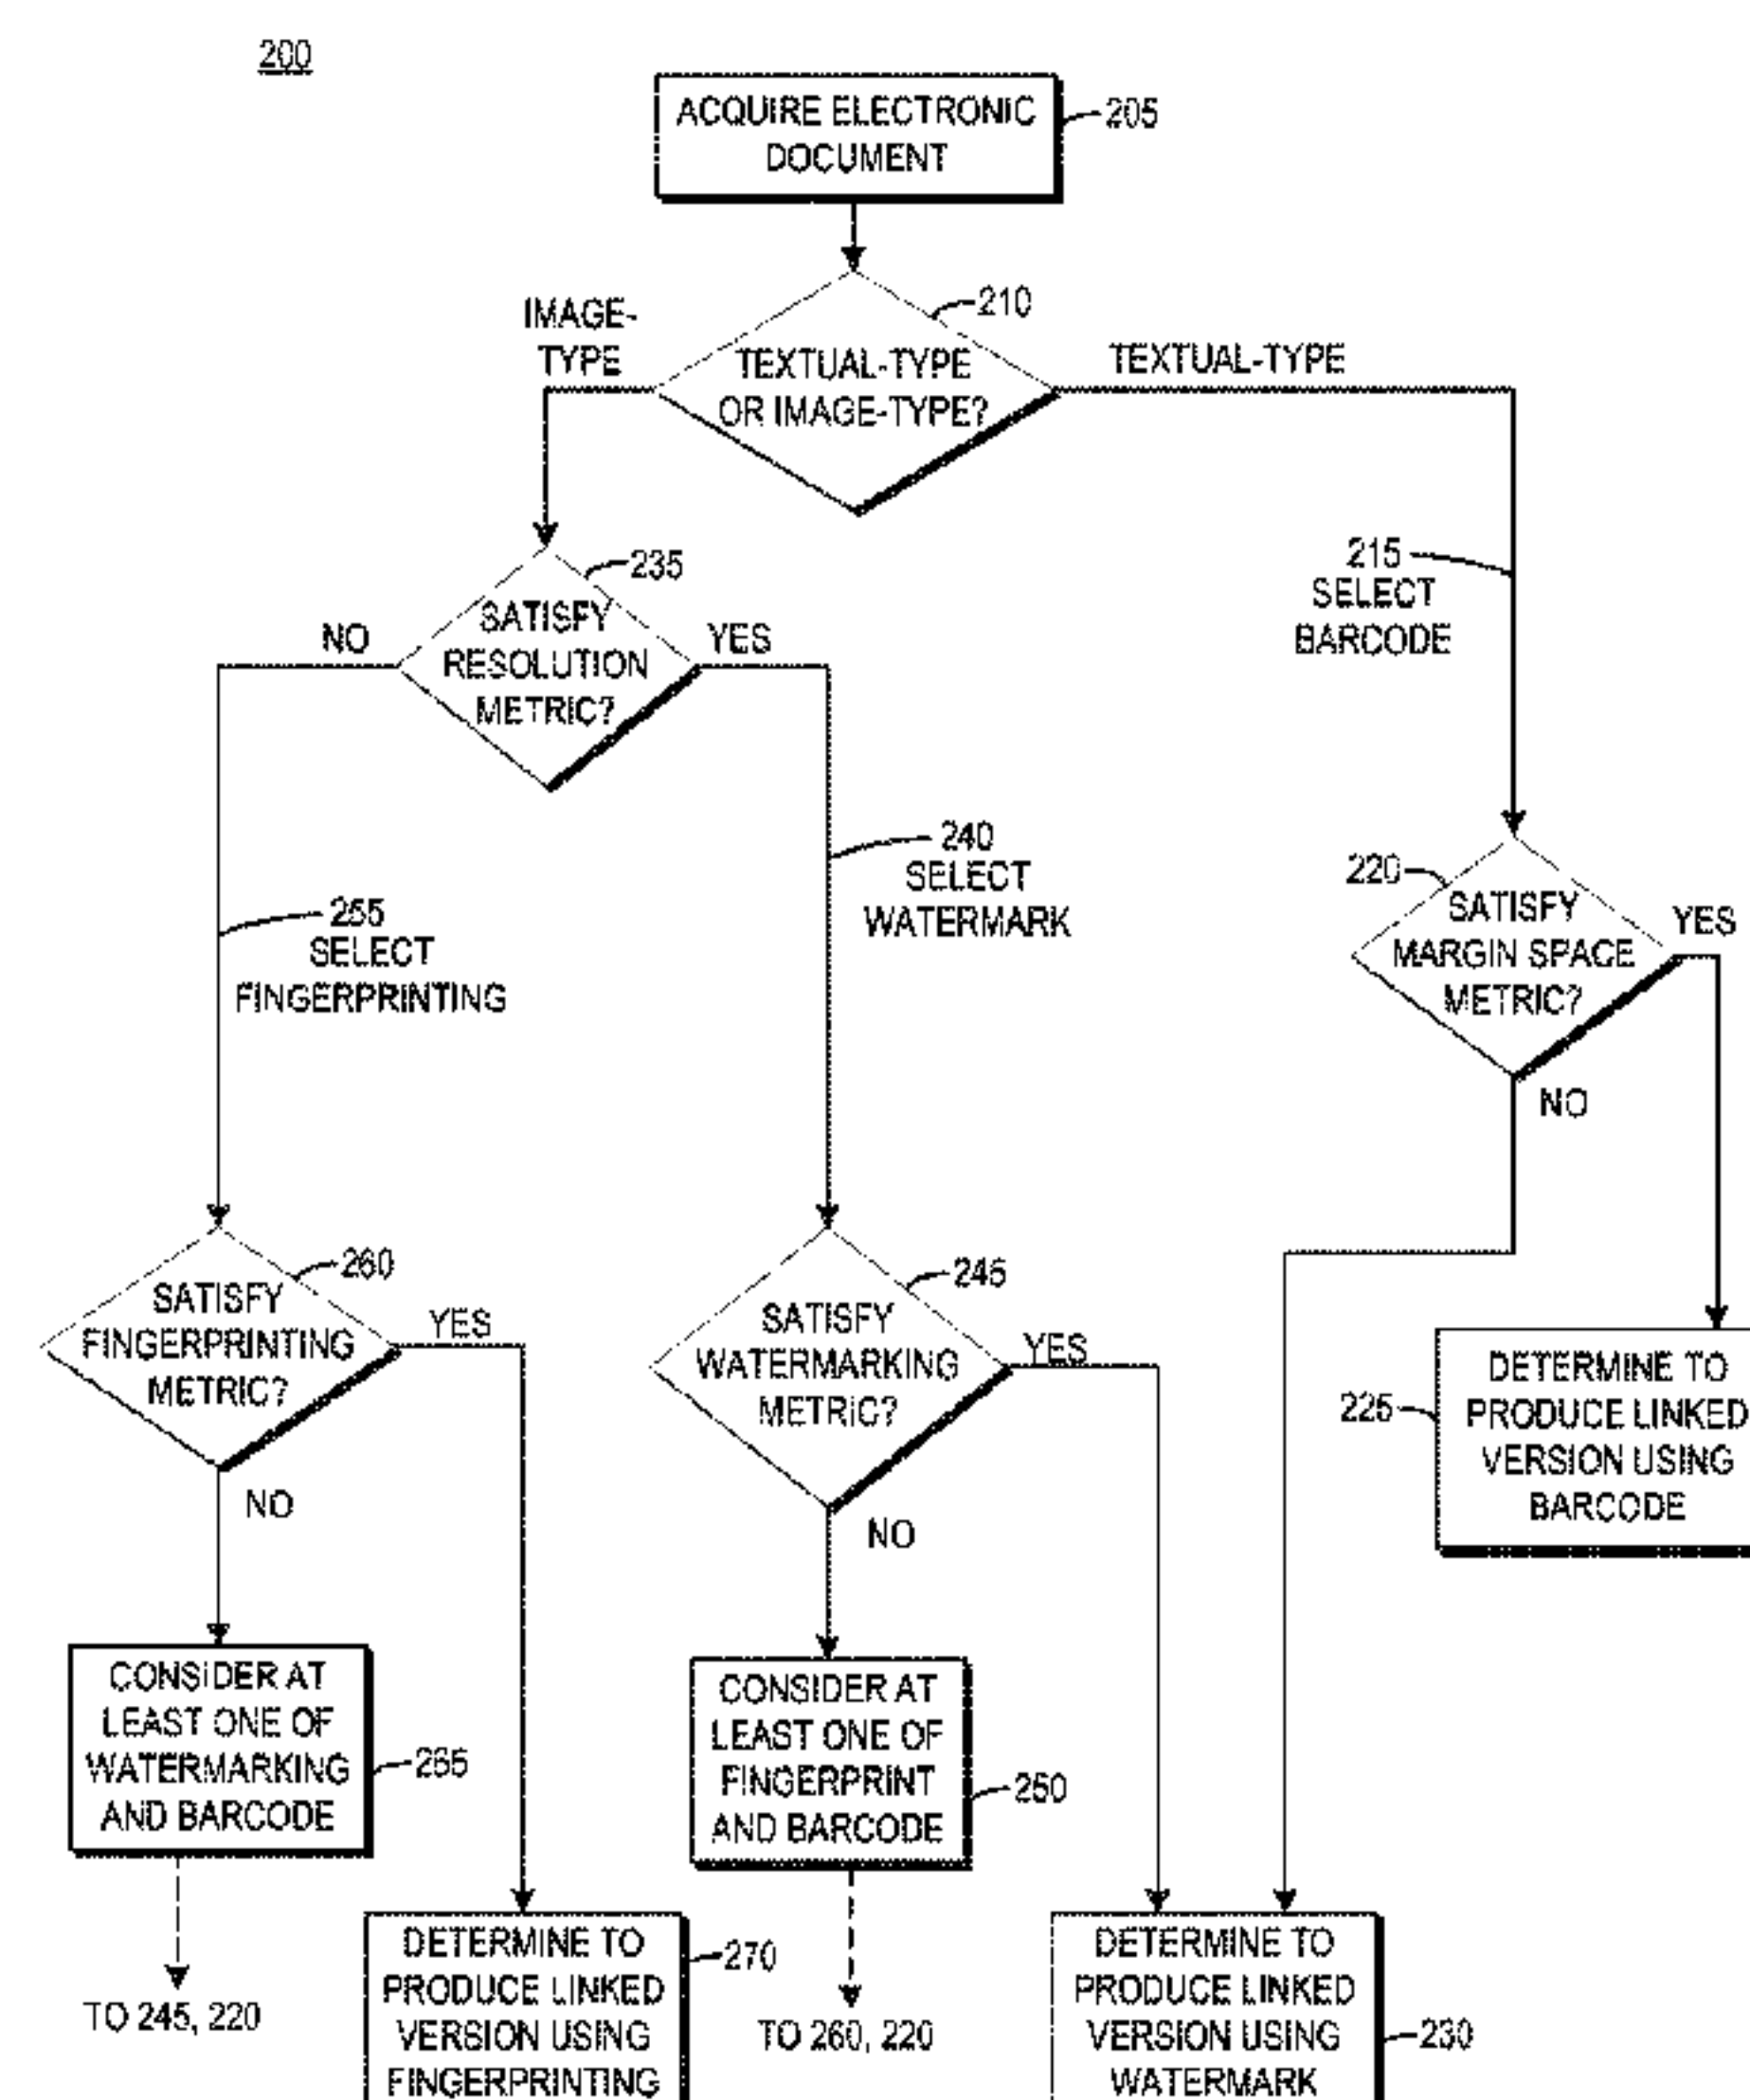 200
ACQUIRE ELECTRONIC
DOCUMENT
205
210
IMAGE-
TYPE
TEXTUAL-TYPE
OR IMAGE-TYPE?
TEXTUAL-TYPE
235
SATISFY
RESOLUTION
METRIC?
NO
YES
215
SELECT
BARCODE
240
SELECT
WATERMARK
220
SATISFY
MARGIN SPACE
METRIC?
YES
NO
255
SELECT
FINGERPRINTING
260
SATISFY
FINGERPRINTING
METRIC?
YES
NO
245
SATISFY
WATERMARKING
METRIC?
YES
NO
225
DETERMINE TO
PRODUCE LINKED
VERSION USING
BARCODE
CONSIDER AT
LEAST ONE OF
WATERMARKING
AND BARCODE
265
CONSIDER AT
LEAST ONE OF
FINGERPRINT
AND BARCODE
250
TO 245, 220
DETERMINE TO
PRODUCE LINKED
VERSION USING
FINGERPRINTING
270
TO 260, 220
DETERMINE TO
PRODUCE LINKED
VERSION USING
WATERMARK
230